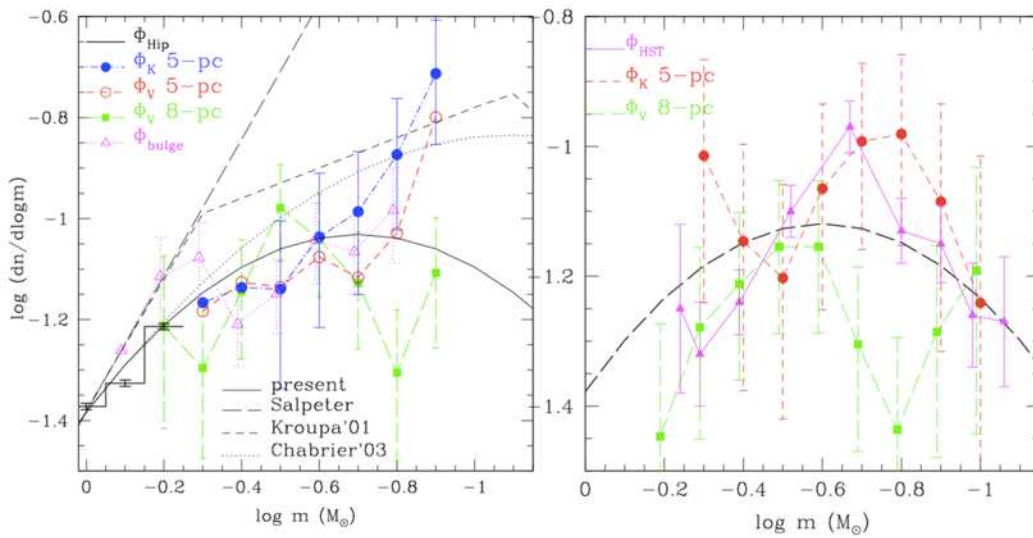 -0.6
-0.8
-1
-1.2
-1.4
log (dn/dlogm)
Φ_Hip
Φ_K 5-pc
Φ_V 5-pc
Φ_V 8-pc
Φ_bulge
present
Salpeter
Kroupa'01
Chabrier'03
0 -0.2 -0.4 -0.6 -0.8 -1
log m (M_⊙)
-0.8
-1
-1.2
-1.4
Φ_HST
Φ_K 5-pc
Φ_V 8-pc
0 -0.2 -0.4 -0.6 -0.8 -1
log m (M_⊙)